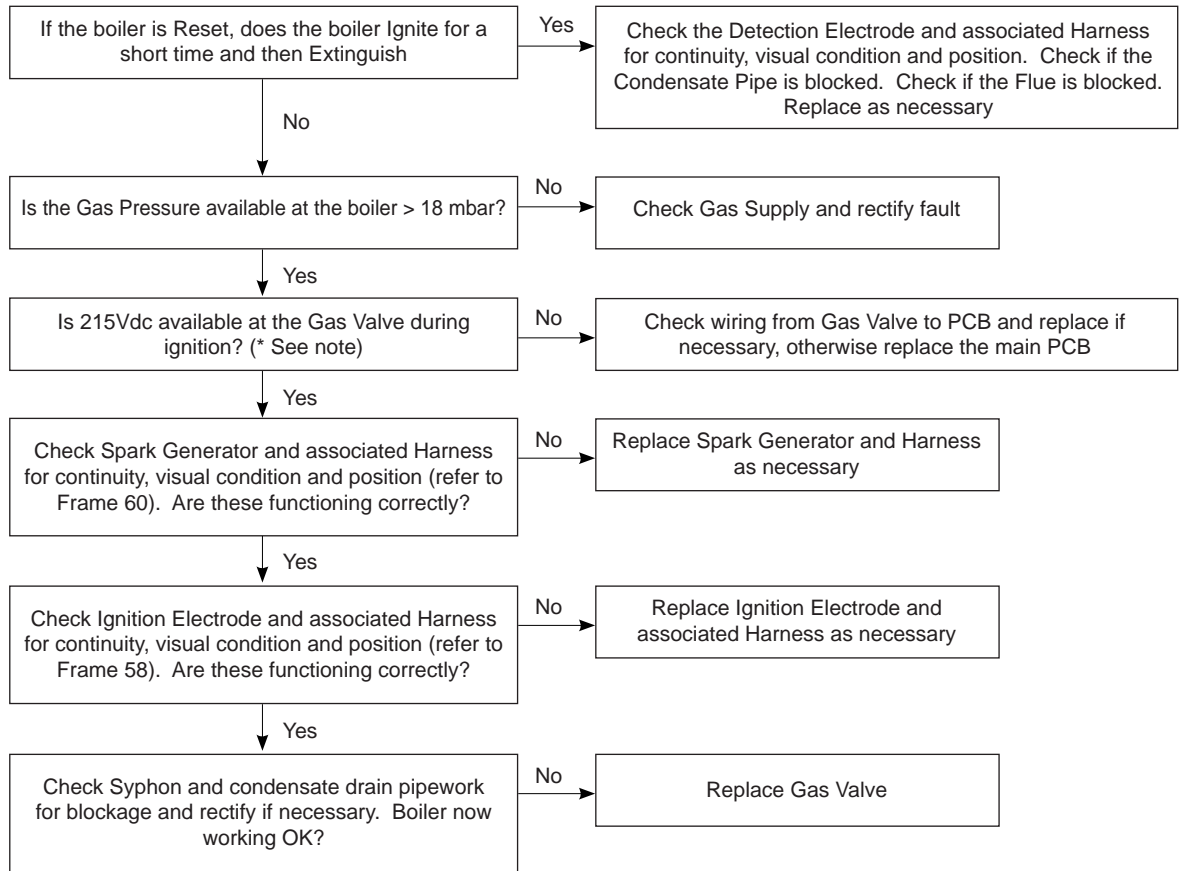 If the boiler is Reset, does the boiler Ignite for a
short time and then Extinguish
Yes
Check the Detection Electrode and associated Harness
for continuity, visual condition and position. Check if the
Condensate Pipe is blocked. Check if the Flue is blocked.
Replace as necessary
No
Is the Gas Pressure available at the boiler > 18 mbar?
No
Check Gas Supply and rectify fault
Yes
Is 215Vdc available at the Gas Valve during
ignition? (* See note)
No
Check wiring from Gas Valve to PCB and replace if
necessary, otherwise replace the main PCB
Yes
Check Spark Generator and associated Harness
for continuity, visual condition and position (refer to
Frame 60). Are these functioning correctly?
No
Replace Spark Generator and Harness
as necessary
Yes
Check Ignition Electrode and associated Harness
for continuity, visual condition and position (refer to
Frame 58). Are these functioning correctly?
No
Replace Ignition Electrode and
associated Harness as necessary
Yes
Check Syphon and condensate drain pipework
for blockage and rectify if necessary. Boiler now
working OK?
No
Replace Gas Valve